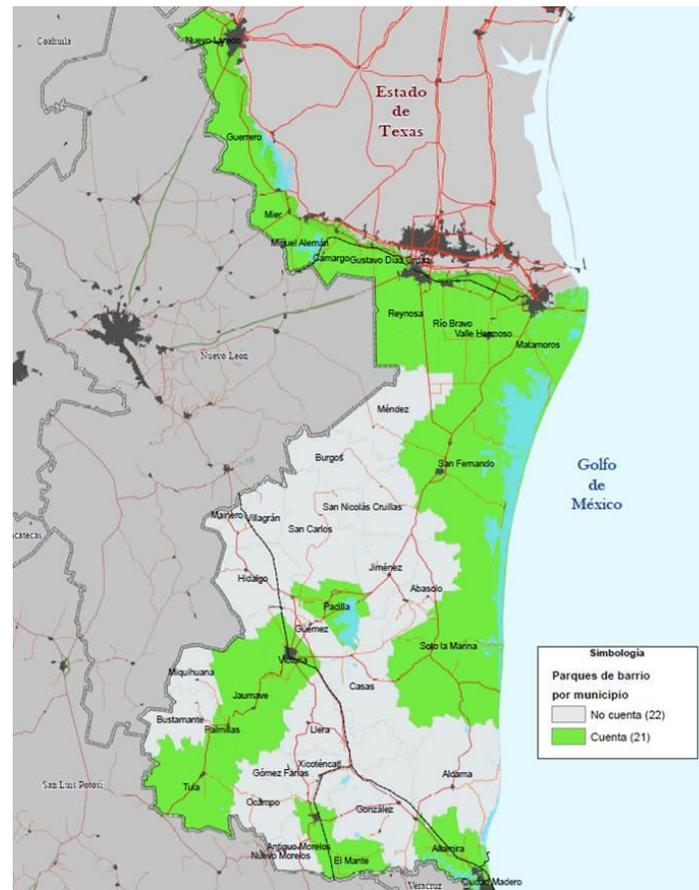 Coahuila
Nuevo Laredo
Estado
de
Texas
Guerrero
Mier
Miguel Alemán
Camargo
Gustavo Díaz Ordaz
Reynosa
Río Bravo
Valle Hermoso
Matamoros
Nuevo León
Méndez
Burgos
San Fernando
Golfo
de
México
San Nicolás
Cruillas
Mainero
Villagrán
San Carlos
acatecas
Hidalgo
Jiménez
Abasolo
Padilla
Güémez
Victoria
Soto la Marina
Simbología
Parques de barrio
por municipio
No cuenta (22)
Cuenta (21)
Miquihuana
Jaumave
Casas
Bustamante
Palmillas
Llera
Xicoténcatl
Gómez Farías
Aldama
San Luis Potosí
Tula
Ocampo
González
Antiguo Morelos
Nuevo Morelos
El Mante
Altamira
Ciudad Madero
Veracruz